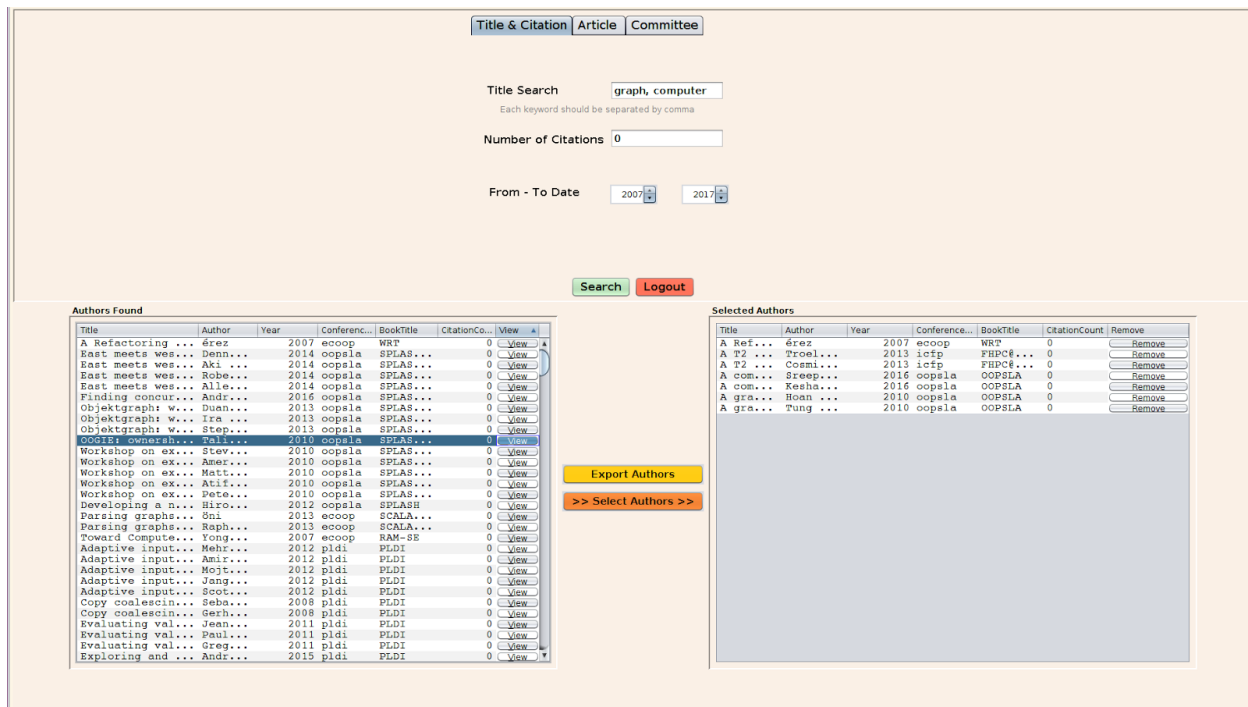 Title & Citation Article Committee
Title Search graph, computer
Each keyword should be separated by comma
Number of Citations 0
From - To Date 2007 2017
Search Logout
Authors Found
Title Author Year Conferenc... BookTitle CitationCo... View
A Refactoring ... érez 2007 ecoop WRT 0 View
East meets wes... Denn... 2014 oopsla SPLAS... 0 View
East meets wes... Aki ... 2014 oopsla SPLAS... 0 View
East meets wes... Robe... 2014 oopsla SPLAS... 0 View
East meets wes... Alle... 2014 oopsla SPLAS... 0 View
Finding concur... Andr... 2016 oopsla SPLAS... 0 View
Objektgraph: w... Duan... 2013 oopsla SPLAS... 0 View
Objektgraph: w... Ira ... 2013 oopsla SPLAS... 0 View
Objektgraph: w... Step... 2013 oopsla SPLAS... 0 View
OOGIE: ownersh... Tali... 2010 oopsla SPLAS... 0 View
Workshop on ex... Stev... 2010 oopsla SPLAS... 0 View
Workshop on ex... Amer... 2010 oopsla SPLAS... 0 View
Workshop on ex... Matt... 2010 oopsla SPLAS... 0 View
Workshop on ex... Atif... 2010 oopsla SPLAS... 0 View
Workshop on ex... Pete... 2010 oopsla SPLAS... 0 View
Developing a n... Hiro... 2012 oopsla SPLASH 0 View
Parsing graphs... öni 2013 ecoop SCALA... 0 View
Parsing graphs... Raph... 2013 ecoop SCALA... 0 View
Toward Compute... Yong... 2007 ecoop RAM-SE 0 View
Adaptive input... Mehr... 2012 pldi PLDI 0 View
Adaptive input... Amir... 2012 pldi PLDI 0 View
Adaptive input... Mojt... 2012 pldi PLDI 0 View
Adaptive input... Jang... 2012 pldi PLDI 0 View
Adaptive input... Scot... 2012 pldi PLDI 0 View
Copy coalescin... Seba... 2008 pldi PLDI 0 View
Copy coalescin... Gerh... 2008 pldi PLDI 0 View
Evaluating val... Jean... 2011 pldi PLDI 0 View
Evaluating val... Paul... 2011 pldi PLDI 0 View
Evaluating val... Greg... 2011 pldi PLDI 0 View
Exploring and ... Andr... 2015 pldi PLDI 0 View
Export Authors
>> Select Authors >>
Selected Authors
Title Author Year Conference... BookTitle CitationCount Remove
A Ref... érez 2007 ecoop WRT 0 Remove
A T2 ... Troel... 2013 icfp FHPC@... 0 Remove
A T2 ... Cosmi... 2013 icfp FHPC@... 0 Remove
A com... Sreep... 2016 oopsla OOPSLA 0 Remove
A com... Kesha... 2016 oopsla OOPSLA 0 Remove
A gra... Hoan ... 2010 oopsla OOPSLA 0 Remove
A gra... Tung ... 2010 oopsla OOPSLA 0 Remove